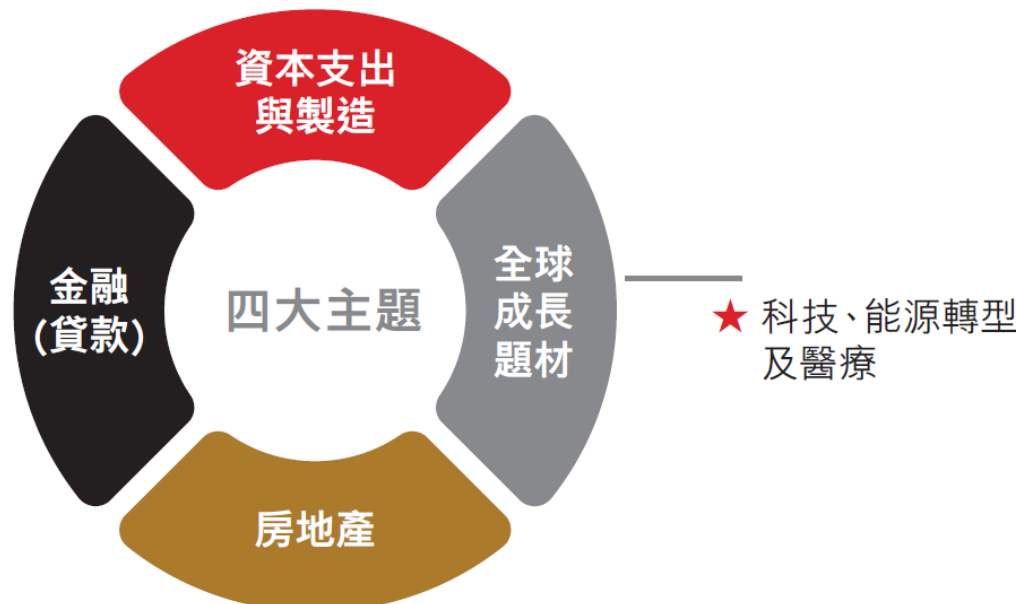 資本支出
與製造
金融
(貸款)
四大主題
全球
成長
題材
★ 科技、能源轉型
及醫療
房地產